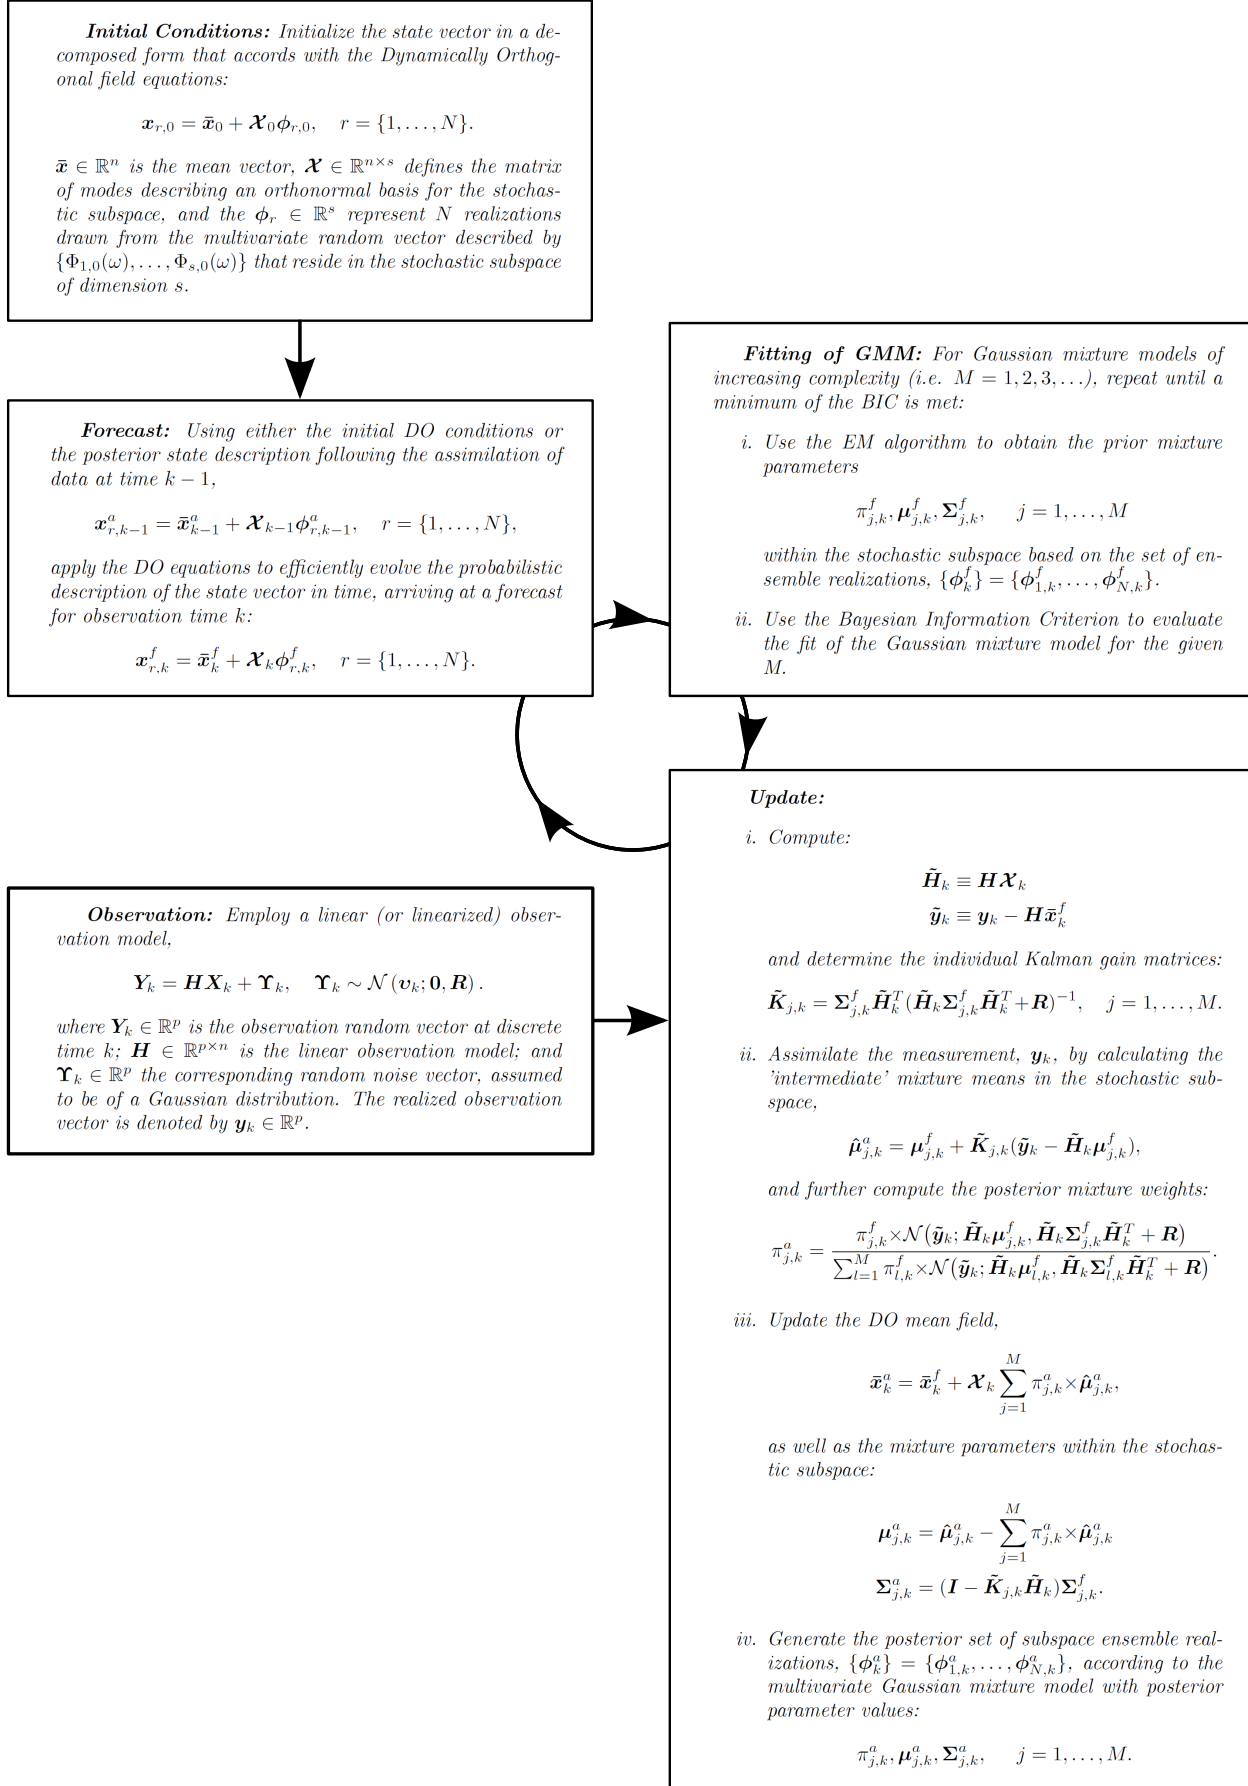 Initial Conditions: Initialize the state vector in a de-
composed form that accords with the Dynamically Orthog-
onal field equations:
𝒙_{r,0} = x̄_0 + 𝓧_0 ϕ_{r,0},   r = {1, . . . , N}.
x̄ ∈ ℝ^n is the mean vector, 𝓧 ∈ ℝ^{n×s} defines the matrix
of modes describing an orthonormal basis for the stochas-
tic subspace, and the ϕ_r ∈ ℝ^s represent N realizations
drawn from the multivariate random vector described by
{Φ_{1,0}(ω), . . . , Φ_{s,0}(ω)} that reside in the stochastic subspace
of dimension s.
Forecast: Using either the initial DO conditions or
the posterior state description following the assimilation of
data at time k − 1,
x^a_{r,k−1} = x̄^a_{k−1} + 𝓧_{k−1} ϕ^a_{r,k−1},   r = {1, . . . , N},
apply the DO equations to efficiently evolve the probabilistic
description of the state vector in time, arriving at a forecast
for observation time k:
x^f_{r,k} = x̄^f_k + 𝓧_k ϕ^f_{r,k},   r = {1, . . . , N}.
Fitting of GMM: For Gaussian mixture models of
increasing complexity (i.e. M = 1, 2, 3, . . .), repeat until a
minimum of the BIC is met:
i. Use the EM algorithm to obtain the prior mixture
parameters
π^f_{j,k}, μ^f_{j,k}, Σ^f_{j,k},   j = 1, . . . , M
within the stochastic subspace based on the set of en-
semble realizations, {ϕ^f_k} = {ϕ^f_{1,k}, . . . , ϕ^f_{N,k}}.
ii. Use the Bayesian Information Criterion to evaluate
the fit of the Gaussian mixture model for the given
M.
Observation: Employ a linear (or linearized) obser-
vation model,
Y_k = HX_k + Υ_k,   Υ_k ∼ 𝒩(υ_k; 0, R).
where Y_k ∈ ℝ^p is the observation random vector at discrete
time k; H ∈ ℝ^{p×n} is the linear observation model; and
Υ_k ∈ ℝ^p the corresponding random noise vector, assumed
to be of a Gaussian distribution. The realized observation
vector is denoted by y_k ∈ ℝ^p.
Update:
i. Compute:
H̃_k ≡ H𝓧_k
ỹ_k ≡ y_k − Hx̄^f_k
and determine the individual Kalman gain matrices:
K̃_{j,k} = Σ^f_{j,k} H̃^T_k (H̃_k Σ^f_{j,k} H̃^T_k + R)^{−1},   j = 1, . . . , M.
ii. Assimilate the measurement, y_k, by calculating the
'intermediate' mixture means in the stochastic sub-
space,
μ̂^a_{j,k} = μ^f_{j,k} + K̃_{j,k}(ỹ_k − H̃_k μ^f_{j,k}),
and further compute the posterior mixture weights:
π^a_{j,k} = \frac{π^f_{j,k} × 𝒩(ỹ_k; H̃_k μ^f_{j,k}, H̃_k Σ^f_{j,k} H̃^T_k + R)}{∑_{l=1}^{M} π^f_{l,k} × 𝒩(ỹ_k; H̃_k μ^f_{l,k}, H̃_k Σ^f_{l,k} H̃^T_k + R)}.
iii. Update the DO mean field,
x̄^a_k = x̄^f_k + 𝓧_k ∑_{j=1}^{M} π^a_{j,k} × μ̂^a_{j,k},
as well as the mixture parameters within the stochas-
tic subspace:
μ^a_{j,k} = μ̂^a_{j,k} − ∑_{j=1}^{M} π^a_{j,k} × μ̂^a_{j,k}
Σ^a_{j,k} = (I − K̃_{j,k} H̃_k)Σ^f_{j,k}.
iv. Generate the posterior set of subspace ensemble real-
izations, {ϕ^a_k} = {ϕ^a_{1,k}, . . . , ϕ^a_{N,k}}, according to the
multivariate Gaussian mixture model with posterior
parameter values:
π^a_{j,k}, μ^a_{j,k}, Σ^a_{j,k},   j = 1, . . . , M.